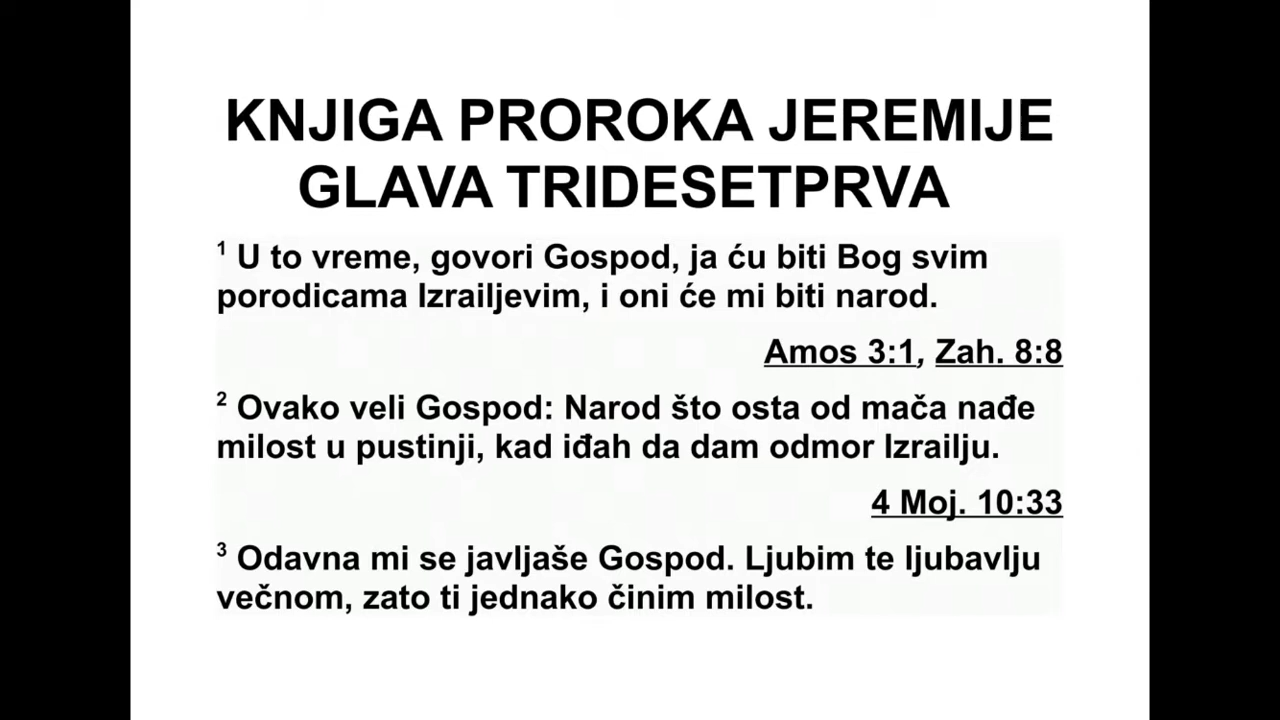 KNJIGA PROROKA JEREMIJE
GLAVA TRIDESETPRVA
1 U to vreme, govori Gospod, ja ću biti Bog svim
porodicama Izrailjevim, i oni će mi biti narod.
Amos 3:1, Zah. 8:8
2 Ovako veli Gospod: Narod što osta od mača nađe
milost u pustinji, kad iđah da dam odmor Izrailju.
4 Moj. 10:33
3 Odavna mi se javljaše Gospod. Ljubim te ljubavlju
večnom, zato ti jednako činim milost.